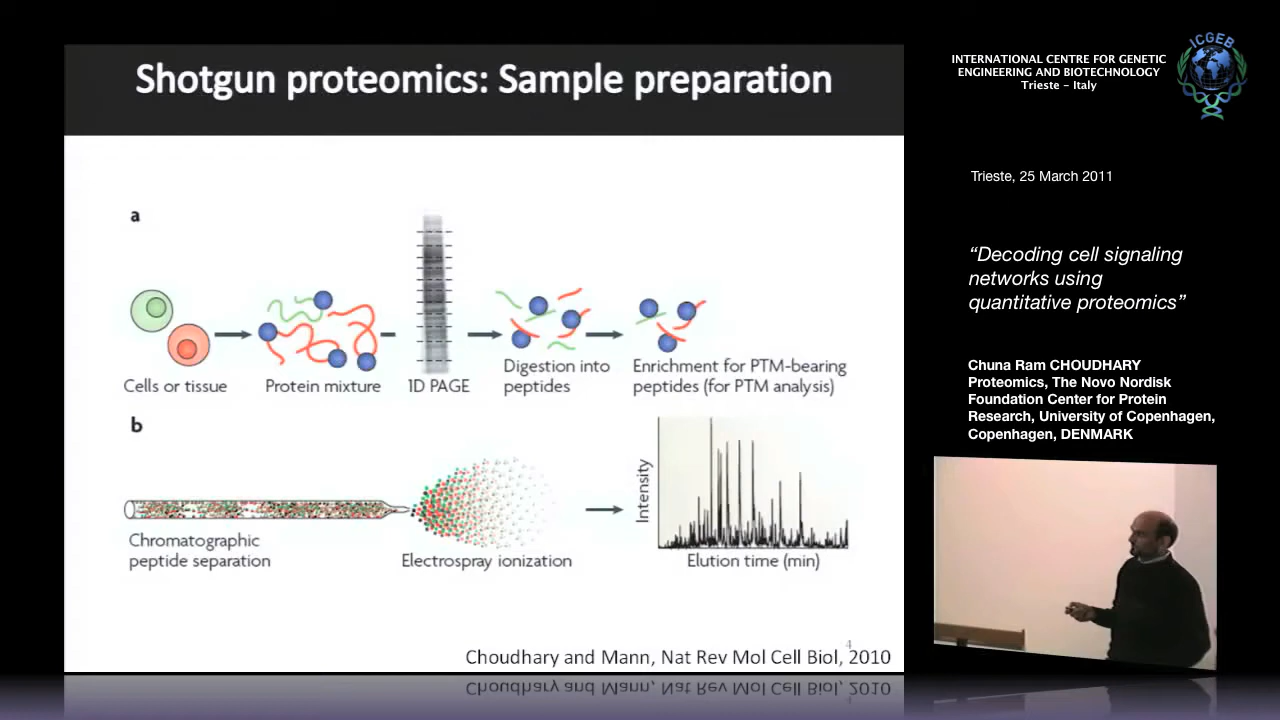 Shotgun proteomics: Sample preparation
a
Cells or tissue
Protein mixture
1D PAGE
Digestion into
peptides
Enrichment for PTM-bearing
peptides (for PTM analysis)
b
Chromatographic
peptide separation
Electrospray ionization
Intensity
Elution time (min)
4
Choudhary and Mann, Nat Rev Mol Cell Biol, 2010
INTERNATIONAL CENTRE FOR GENETIC
ENGINEERING AND BIOTECHNOLOGY
Trieste – Italy
ICGEB
Trieste, 25 March 2011
“Decoding cell signaling
networks using
quantitative proteomics”
Chuna Ram CHOUDHARY
Proteomics, The Novo Nordisk
Foundation Center for Protein
Research, University of Copenhagen,
Copenhagen, DENMARK